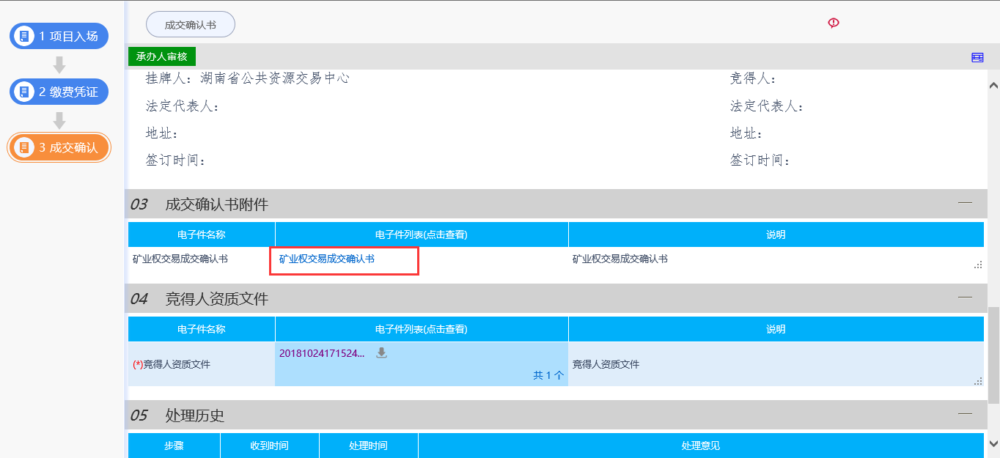 1 项目入场
2 缴费凭证
3 成交确认
成交确认书
承办人审核
挂牌人：湖南省公共资源交易中心 竞得人：
法定代表人： 法定代表人：
地址： 地址：
签订时间： 签订时间：
03 成交确认书附件
电子件名称 电子件列表(点击查看) 说明
矿业权交易成交确认书 矿业权交易成交确认书 矿业权交易成交确认书
04 竞得人资质文件
电子件名称 电子件列表(点击查看) 说明
(*)竞得人资质文件 20181024171524... 竞得人资质文件
共 1 个
05 处理历史
步骤 收到时间 处理时间 处理意见